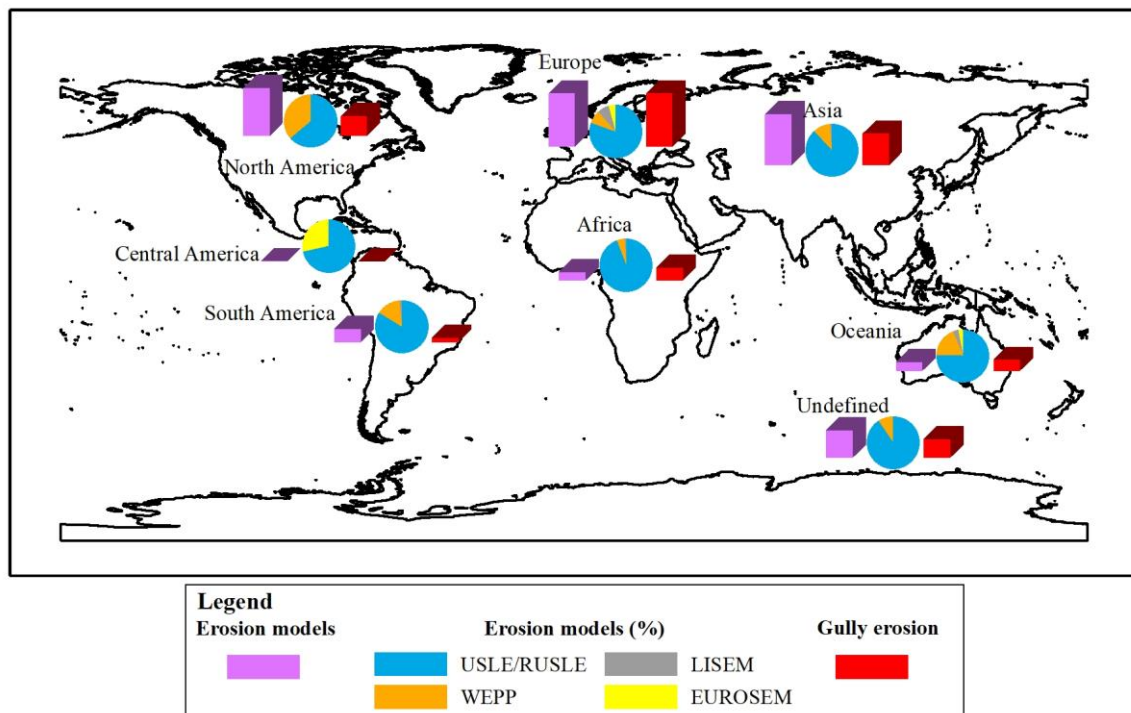 Europe
Asia
North America
Africa
Central America
South America
Oceania
Undefined
Legend
Erosion models
Erosion models (%)
Gully erosion
USLE/RUSLE
LISEM
WEPP
EUROSEM